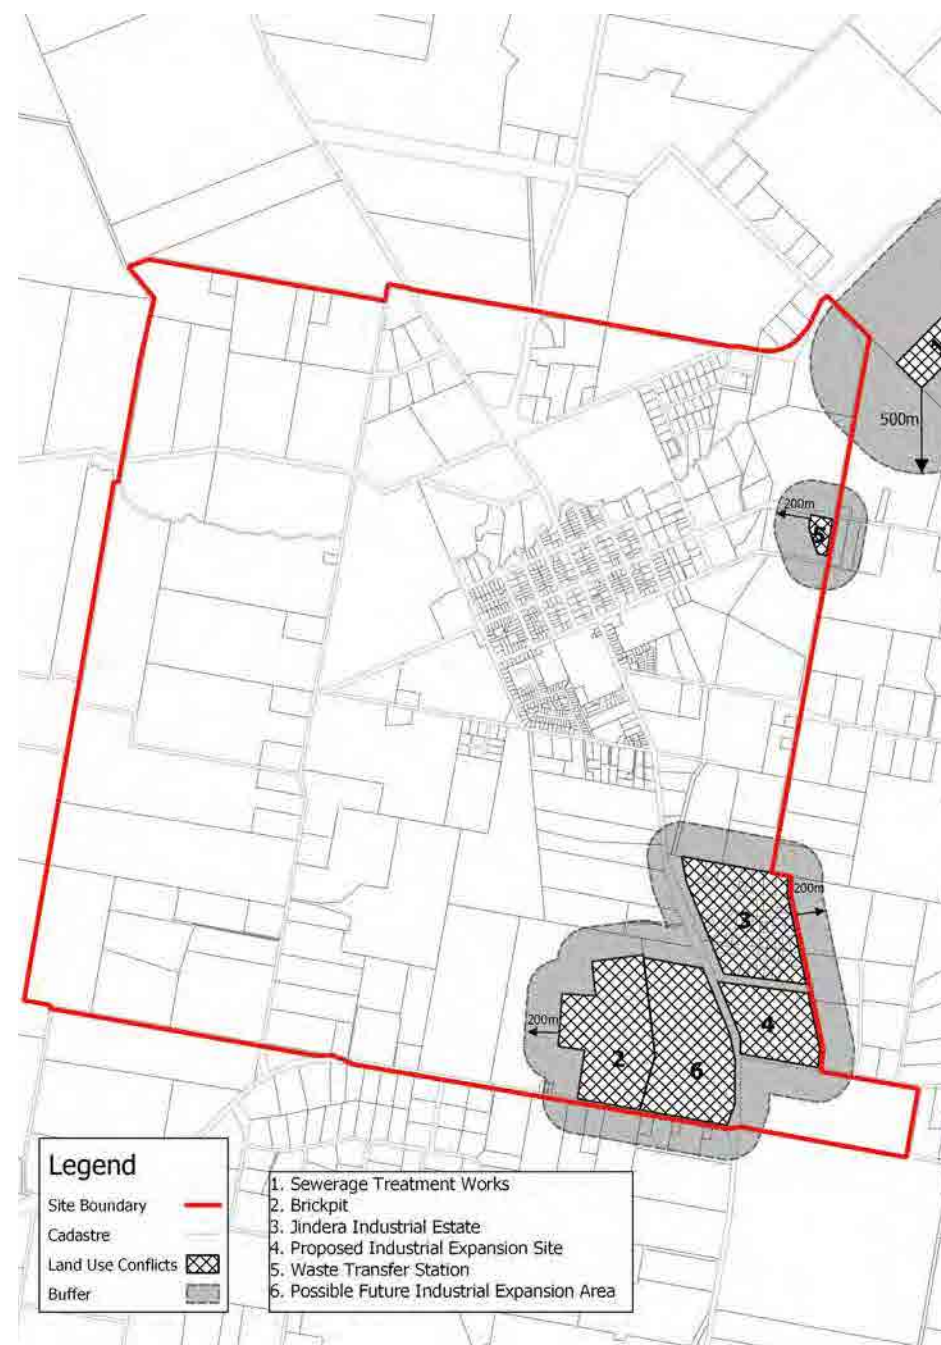 500m
200m
5
3
200m
4
200m
2
6
Legend
Site Boundary
Cadastre
Land Use Conflicts
Buffer
1. Sewerage Treatment Works
2. Brickpit
3. Jindera Industrial Estate
4. Proposed Industrial Expansion Site
5. Waste Transfer Station
6. Possible Future Industrial Expansion Area